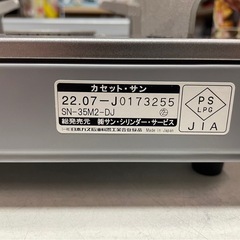 カセット・サン
22.07-J0173255
SN-35M2-DJ
総発売元 ㈱サン・シリンダー・サービス
Made in Japan
PS
LPG
JIA